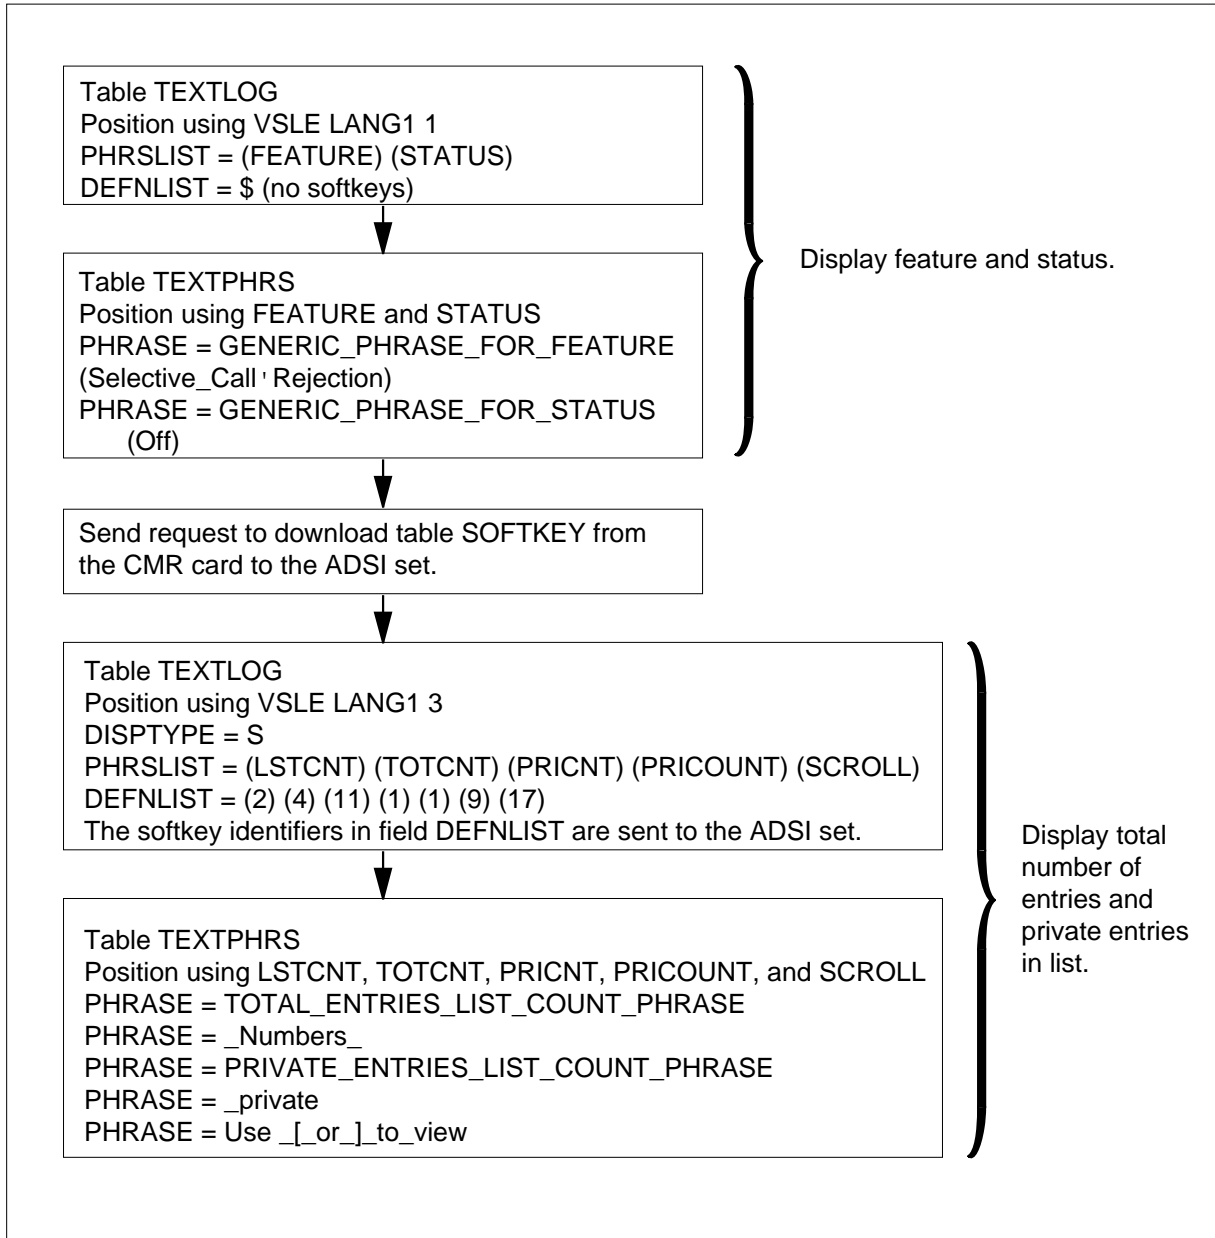 Table TEXTLOG
Position using VSLE LANG1 1
PHRSLIST = (FEATURE) (STATUS)
DEFNLIST = $ (no softkeys)
Table TEXTPHRS
Position using FEATURE and STATUS
PHRASE = GENERIC_PHRASE_FOR_FEATURE
(Selective_Call ' Rejection)
PHRASE = GENERIC_PHRASE_FOR_STATUS
(Off)
Display feature and status.
Send request to download table SOFTKEY from
the CMR card to the ADSI set.
Table TEXTLOG
Position using VSLE LANG1 3
DISPTYPE = S
PHRSLIST = (LSTCNT) (TOTCNT) (PRICNT) (PRICOUNT) (SCROLL)
DEFNLIST = (2) (4) (11) (1) (1) (9) (17)
The softkey identifiers in field DEFNLIST are sent to the ADSI set.
Table TEXTPHRS
Position using LSTCNT, TOTCNT, PRICNT, PRICOUNT, and SCROLL
PHRASE = TOTAL_ENTRIES_LIST_COUNT_PHRASE
PHRASE = _Numbers_
PHRASE = PRIVATE_ENTRIES_LIST_COUNT_PHRASE
PHRASE = _private
PHRASE = Use _[_or_]_to_view
Display total
number of
entries and
private entries
in list.